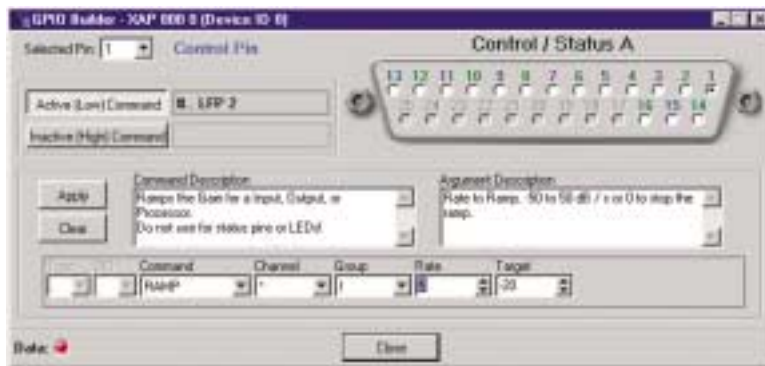 GPIO Builder - XAP 800 0 (Device ID 0)
Selected Pin: 1
Control Pin
Control / Status A
13 12 11 10 9 8 7 6 5 4 3 2 1
16 15 14
Active (Low) Command
LFP 2
Inactive (High) Command
Apply
Clear
Command Description
Ramps the Gain for a Input, Output, or
Processor.
Do not use for status pins or LEDs!
Argument Description
Rate to Ramp, -50 to 50 dB / s or 0 to stop the
ramp.
Command Channel Group Rate Target
RAMP * I -20
Data:
Close